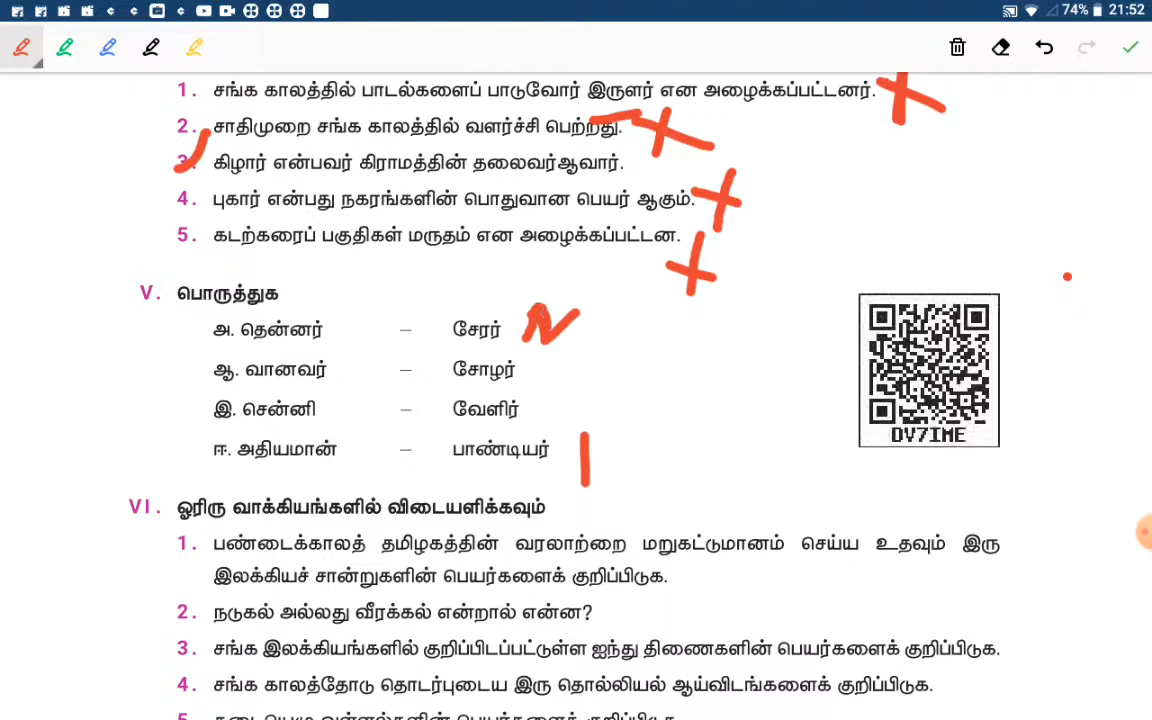 74% 21:52
1. சங்க காலத்தில் பாடல்களைப் பாடுவோர் இருளர் என அழைக்கப்பட்டனர்.
2. சாதிமுறை சங்க காலத்தில் வளர்ச்சி பெற்றது.
3. கிழார் என்பவர் கிராமத்தின் தலைவர்ஆவார்.
4. புகார் என்பது நகரங்களின் பொதுவான பெயர் ஆகும்.
5. கடற்கரைப் பகுதிகள் மருதம் என அழைக்கப்பட்டன.
V. பொருத்துக
அ. தென்னர் – சேரர் 2
ஆ. வானவர் – சோழர்
இ. சென்னி – வேளிர்
ஈ. அதியமான் – பாண்டியர் 1
DV7IME
VI. ஓரிரு வாக்கியங்களில் விடையளிக்கவும்
1. பண்டைக்காலத் தமிழகத்தின் வரலாற்றை மறுகட்டுமானம் செய்ய உதவும் இரு
இலக்கியச் சான்றுகளின் பெயர்களைக் குறிப்பிடுக.
2. நடுகல் அல்லது வீரக்கல் என்றால் என்ன?
3. சங்க இலக்கியங்களில் குறிப்பிடப்பட்டுள்ள ஐந்து திணைகளின் பெயர்களைக் குறிப்பிடுக.
4. சங்க காலத்தோடு தொடர்புடைய இரு தொல்லியல் ஆய்விடங்களைக் குறிப்பிடுக.